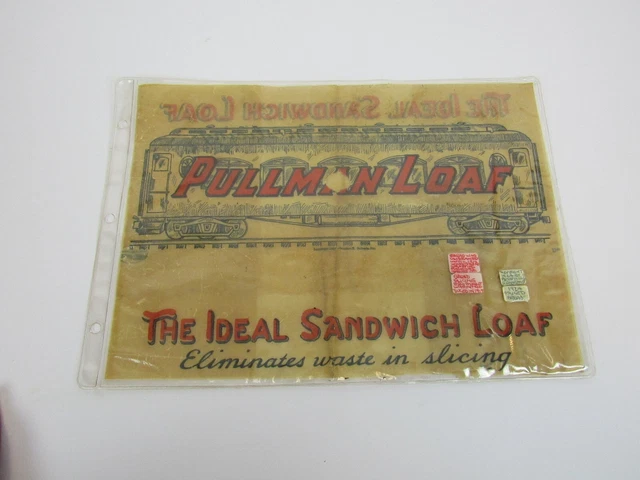 THE IDEAL SANDWICH LOAF
PULLMAN LOAF
THE IDEAL SANDWICH LOAF
Eliminates waste in slicing